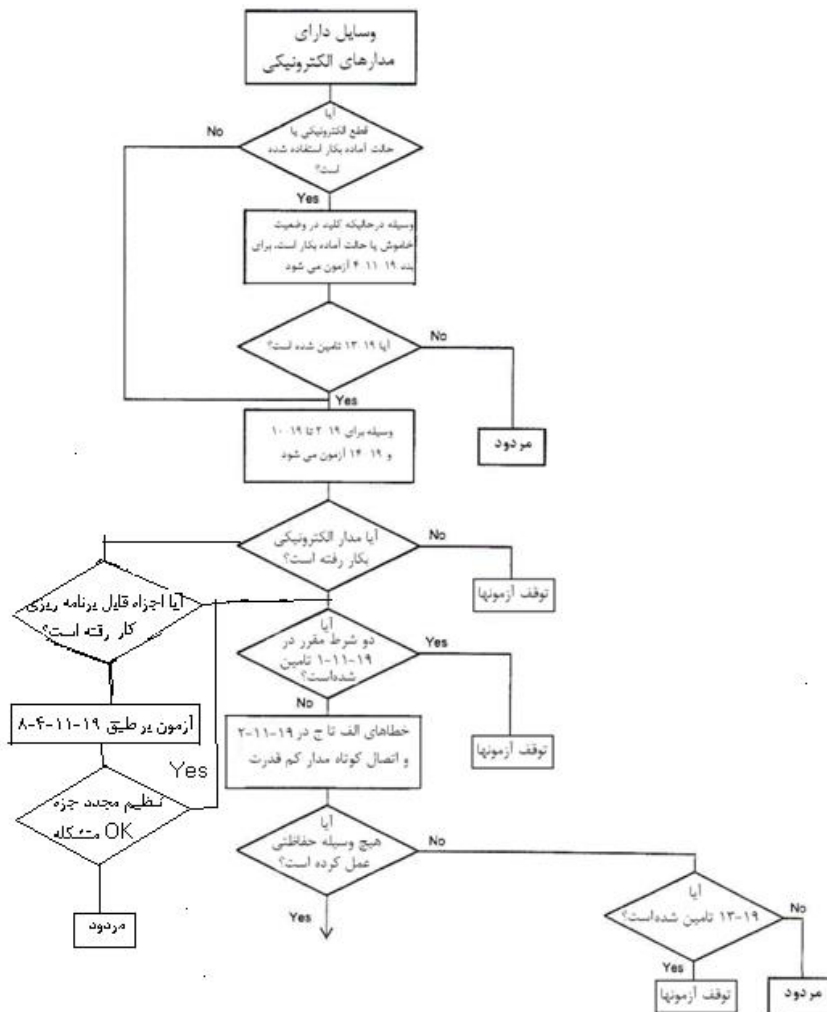 وسایل دارای
مدارهای الکترونیکی
آیا
قطع الکترونیکی یا
حالت آماده بکار استفاده شده
است؟
No
Yes
وسیله درحالیکه کلید در وضعیت
خاموش یا حالت آماده بکار است، برای
بند ۱۹-۱۱-۴ آزمون می شود
آیا ۱۹-۱۳ تامین شده است؟
No
Yes
مردود
وسیله برای ۱۹-۲ تا ۱۹-۱۰
و ۱۹-۱۴ آزمون می شود
آیا مدار الکترونیکی
بکار رفته است؟
No
توقف آزمونها
آیا اجزاء قابل برنامه ریزی
کار رفته است؟
آیا
دو شرط مقرر در
۱۹-۱۱-۱ تامین
شده‌است؟
Yes
No
توقف آزمونها
آزمون بر طبق ۱۹-۱۱-۴-۸
خطاهای الف تا ج در ۱۹-۱۱-۲
و اتصال کوتاه مدار کم قدرت
Yes
تنظیم مجدد جزء
متشکله OK
مردود
آیا
هیچ وسیله حفاظتی
عمل کرده است؟
No
Yes
آیا
۱۹-۱۳ تامین شده‌است؟
No
Yes
توقف آزمونها
مردود